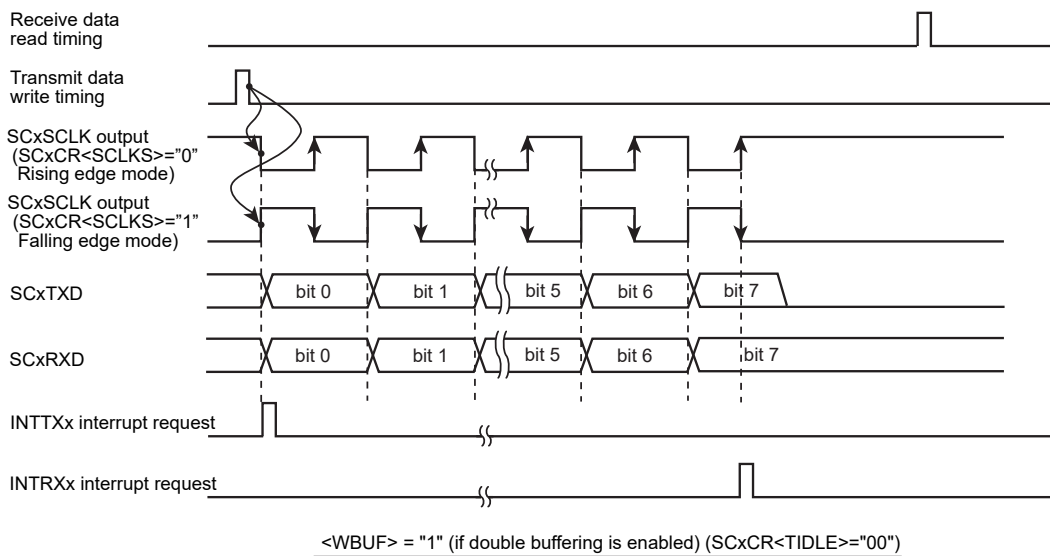 Receive data
read timing
Transmit data
write timing
SCxSCLK output
(SCxCR<SCLKS>="0"
Rising edge mode)
SCxSCLK output
(SCxCR<SCLKS>="1"
Falling edge mode)
SCxTXD
bit 0
bit 1
bit 5
bit 6
bit 7
SCxRXD
bit 0
bit 1
bit 5
bit 6
bit 7
INTTXx interrupt request
INTRXx interrupt request
<WBUF> = "1" (if double buffering is enabled) (SCxCR<TIDLE>="00")